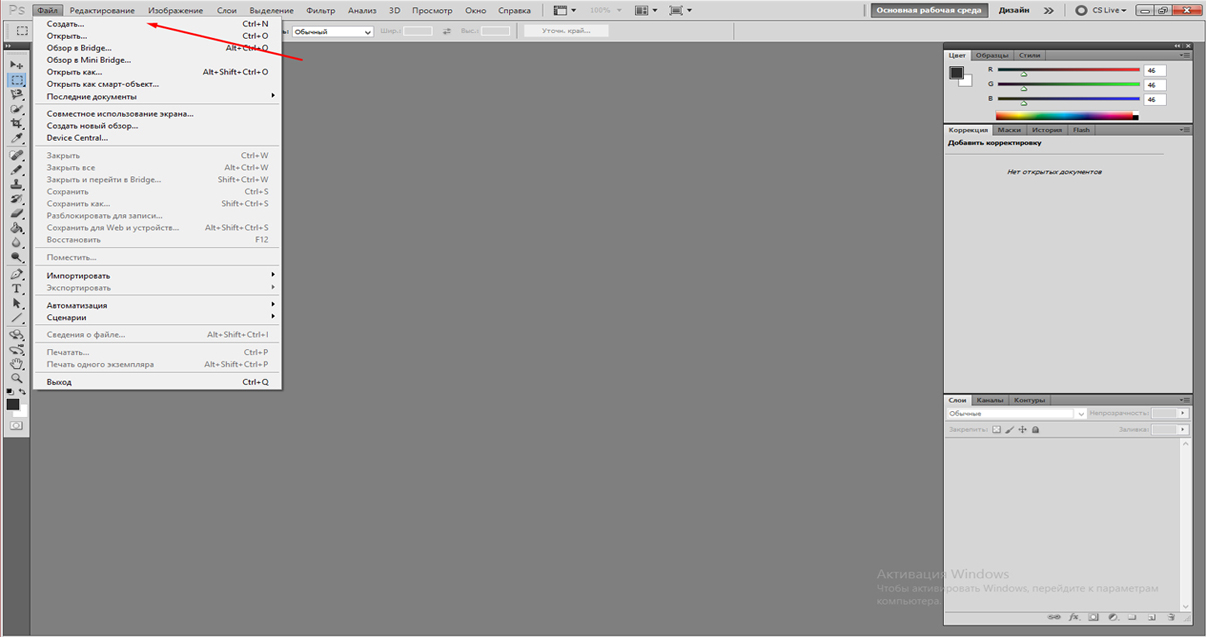 Ps Файл Редактирование Изображение Слои Выделение Фильтр Анализ 3D Просмотр Окно Справка 100% Основная рабочая среда Дизайн CS Live
Обычный Шир.: Выс.: Уточн. край...
Создать... Ctrl+N
Открыть... Ctrl+O
Обзор в Bridge... Alt+Ctrl+O
Обзор в Mini Bridge...
Открыть как... Alt+Shift+Ctrl+O
Открыть как смарт-объект...
Последние документы
Совместное использование экрана...
Создать новый обзор...
Device Central...
Закрыть Ctrl+W
Закрыть все Alt+Ctrl+W
Закрыть и перейти в Bridge... Shift+Ctrl+W
Сохранить Ctrl+S
Сохранить как... Shift+Ctrl+S
Разблокировать для записи...
Сохранить для Web и устройств... Alt+Shift+Ctrl+S
Восстановить F12
Поместить...
Импортировать
Экспортировать
Автоматизация
Сценарии
Сведения о файле... Alt+Shift+Ctrl+I
Печатать... Ctrl+P
Печать одного экземпляра Alt+Shift+Ctrl+P
Выход Ctrl+Q
Цвет Образцы Стили
R 46
G 46
B 46
Коррекция Маски История Flash
Добавить корректировку
Нет открытых документов
Слои Каналы Контуры
Обычные Непрозрачность:
Закрепить: Заливка:
Активация Windows
Чтобы активировать Windows, перейдите к параметрам
компьютера.